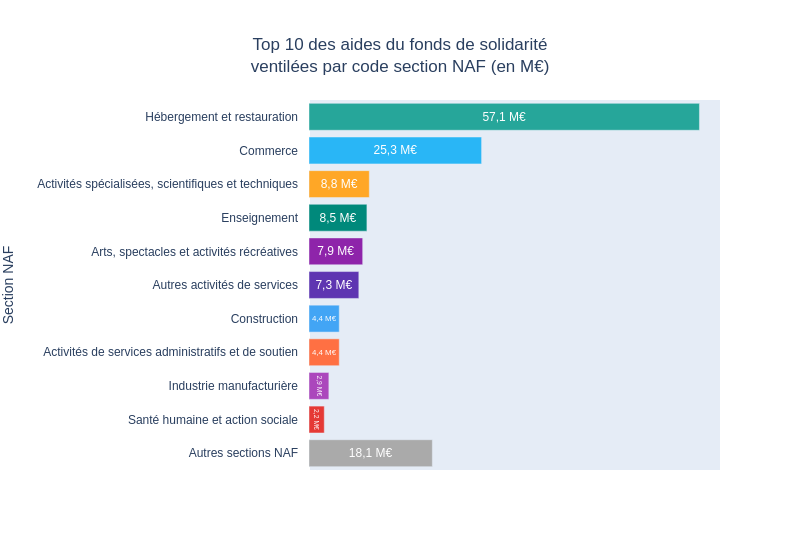 Top 10 des aides du fonds de solidarité
ventilées par code section NAF (en M€)
Section NAF
Hébergement et restauration 57,1 M€
Commerce 25,3 M€
Activités spécialisées, scientifiques et techniques 8,8 M€
Enseignement 8,5 M€
Arts, spectacles et activités récréatives 7,9 M€
Autres activités de services 7,3 M€
Construction 4,4 M€
Activités de services administratifs et de soutien 4,4 M€
Industrie manufacturière 2,9 M€
Santé humaine et action sociale 2,2 M€
Autres sections NAF 18,1 M€